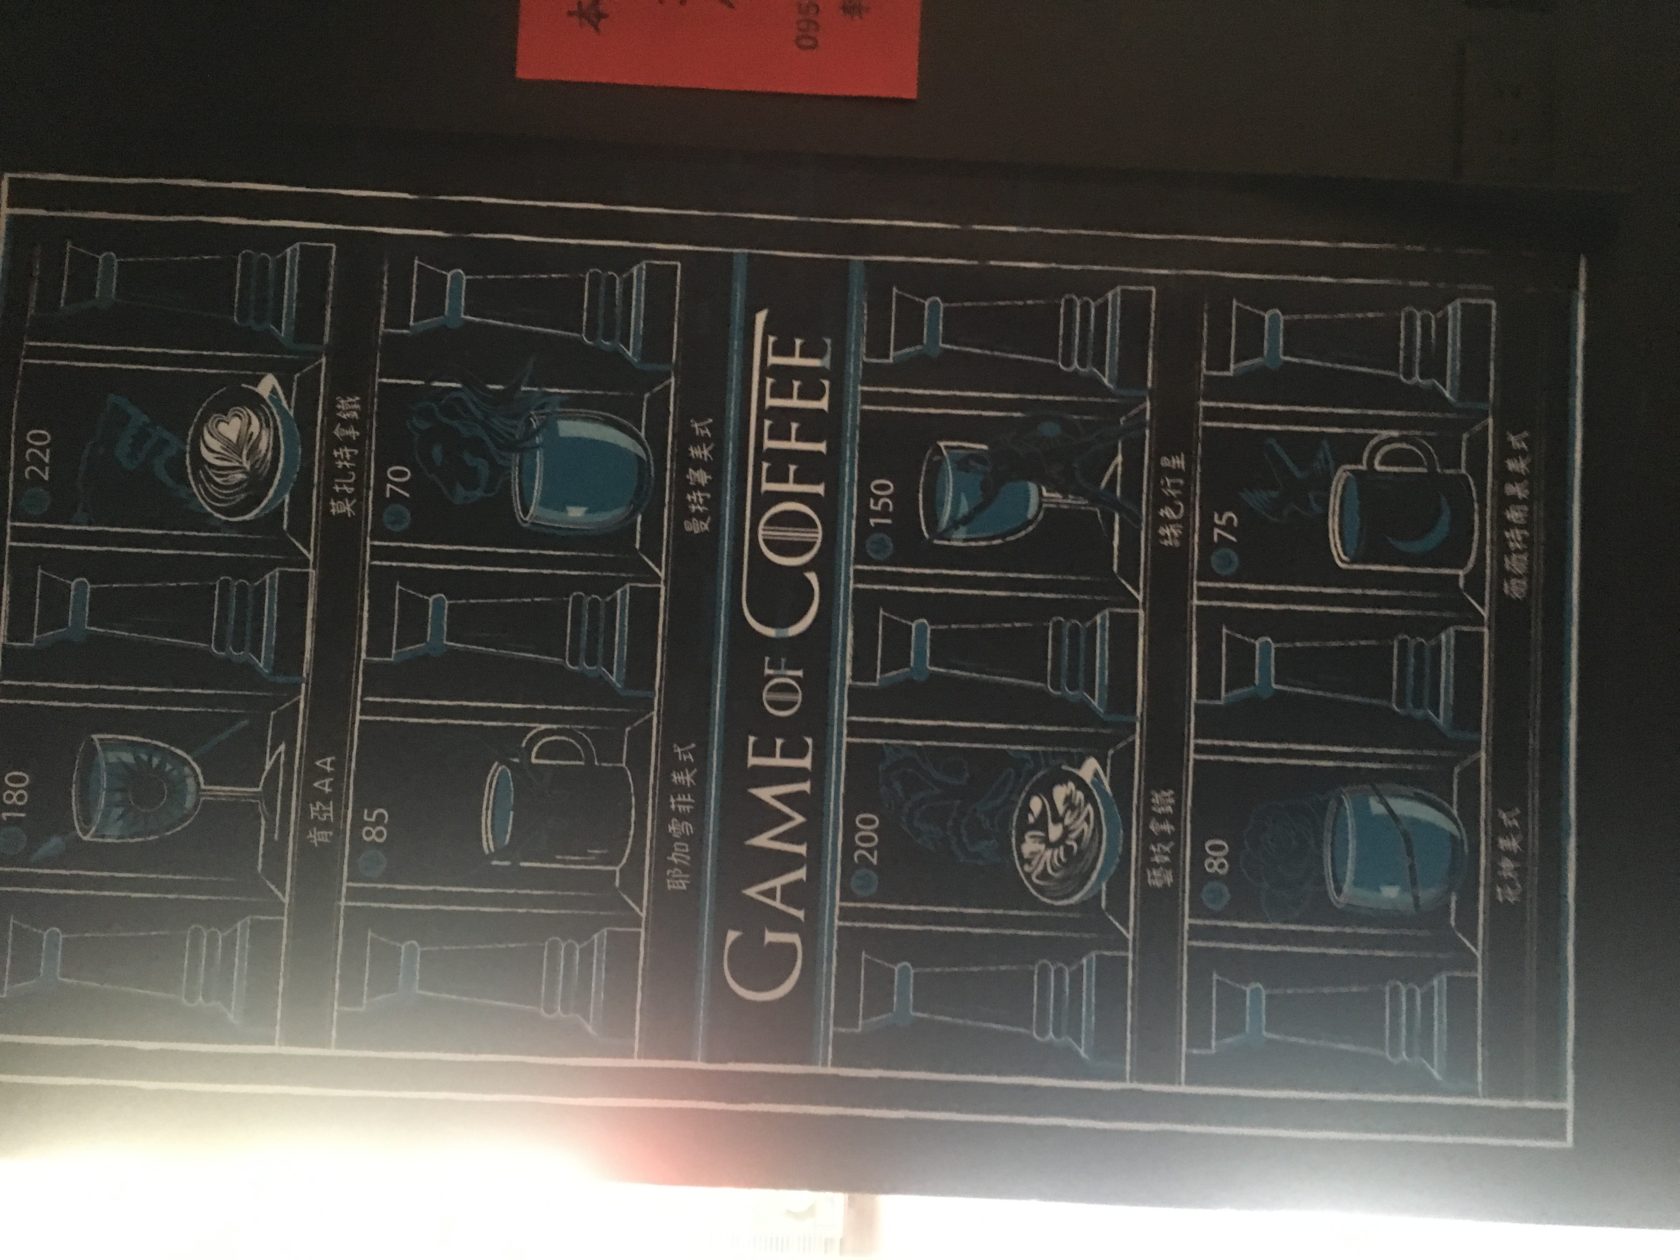 180 220
肯亞AA 莫扎特拿鐵
85 70
耶加雪菲美式 曼特寧美式
GAME OF COFFEE
200 150
藝妓拿鐵 綠色行星
80 75
花神美式 薇薇特南果美式
本
095